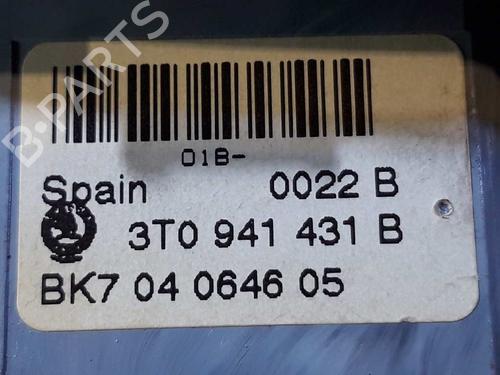 B-PARTS
01B-
Spain 0022 B
3T0 941 431 B
BK7 04 0646 05